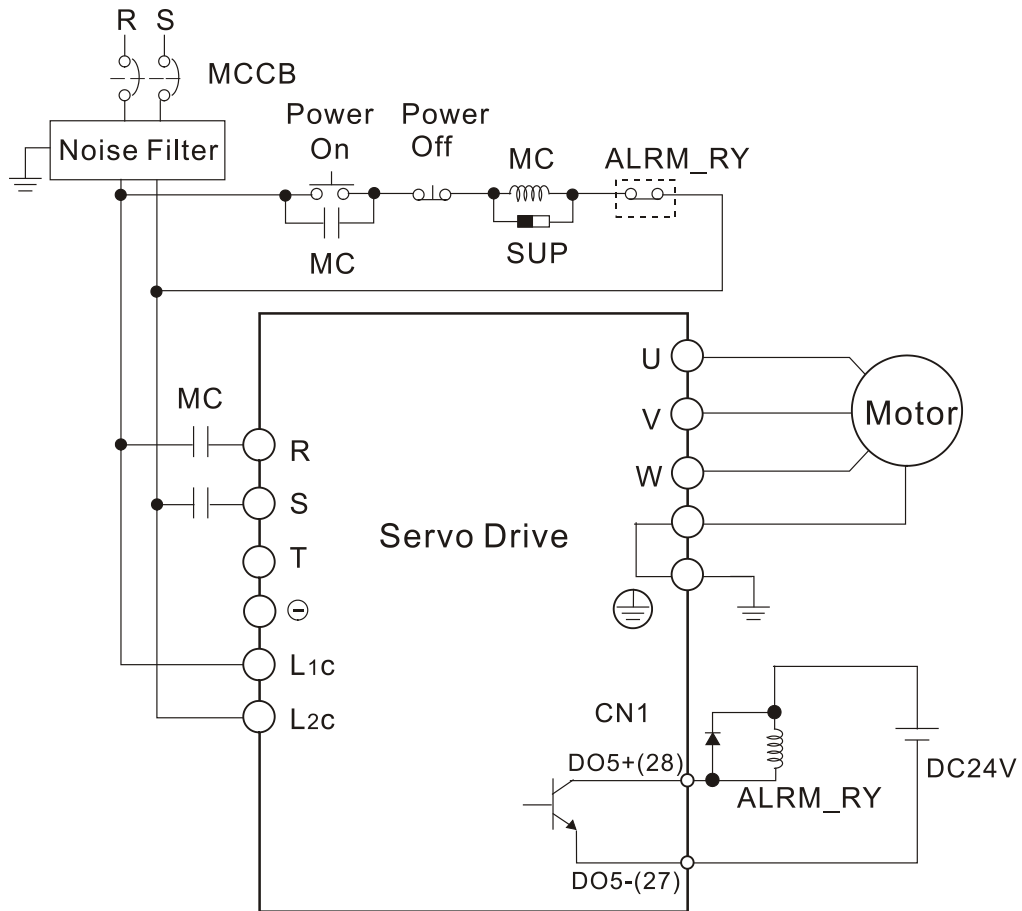 R S
MCCB
Noise Filter
Power
On
Power
Off
MC
ALRM_RY
MC
SUP
MC
R
S
T
⊖
L1c
L2c
Servo Drive
U
V
W
Motor
CN1
DO5+(28)
DO5-(27)
ALRM_RY
DC24V